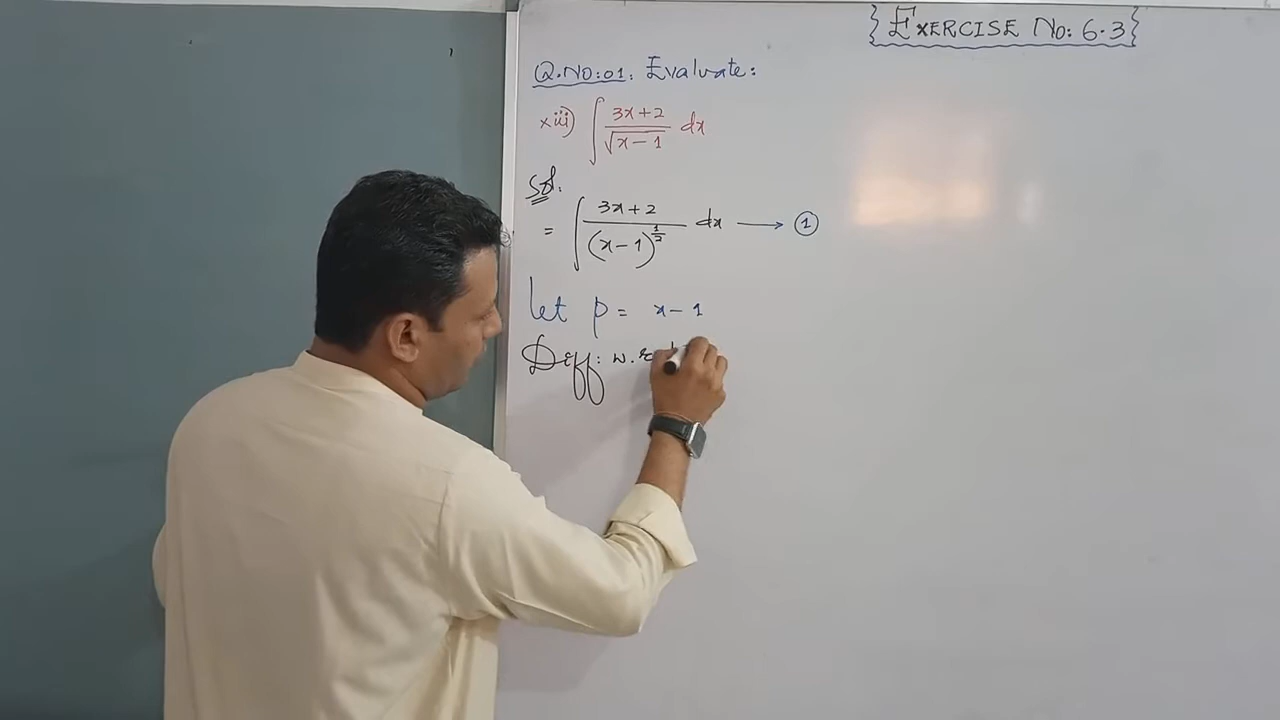 {EXERCISE No: 6.3}
Q.NO:01. Evaluate:
xiii) ∫ 3x+2 / √x-1 dx
Sol:
= ∫ 3x+2 / (x-1)^1/2 dx → ①
let p = x-1
Deff: w.r.t